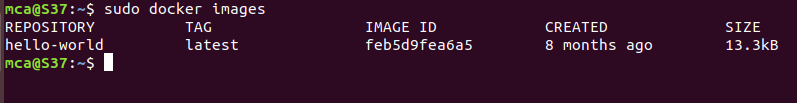 mca@S37:~$ sudo docker images
REPOSITORY TAG IMAGE ID CREATED SIZE
hello-world latest feb5d9fea6a5 8 months ago 13.3kB
mca@S37:~$